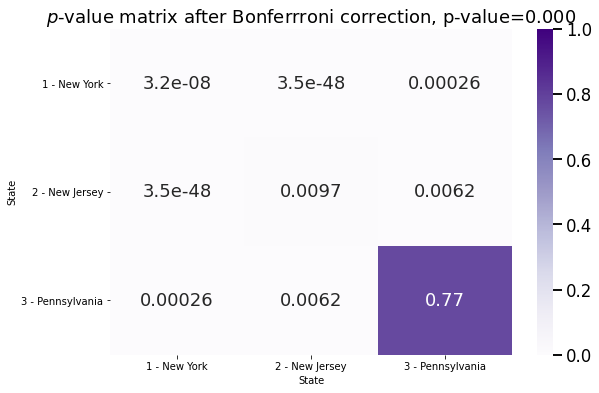 p-value matrix after Bonferrroni correction, p-value=0.000
1 - New York
3.2e-08
3.5e-48
0.00026
2 - New Jersey
3.5e-48
0.0097
0.0062
3 - Pennsylvania
0.00026
0.0062
0.77
State
1 - New York
2 - New Jersey
3 - Pennsylvania
State
1.0
0.8
0.6
0.4
0.2
0.0